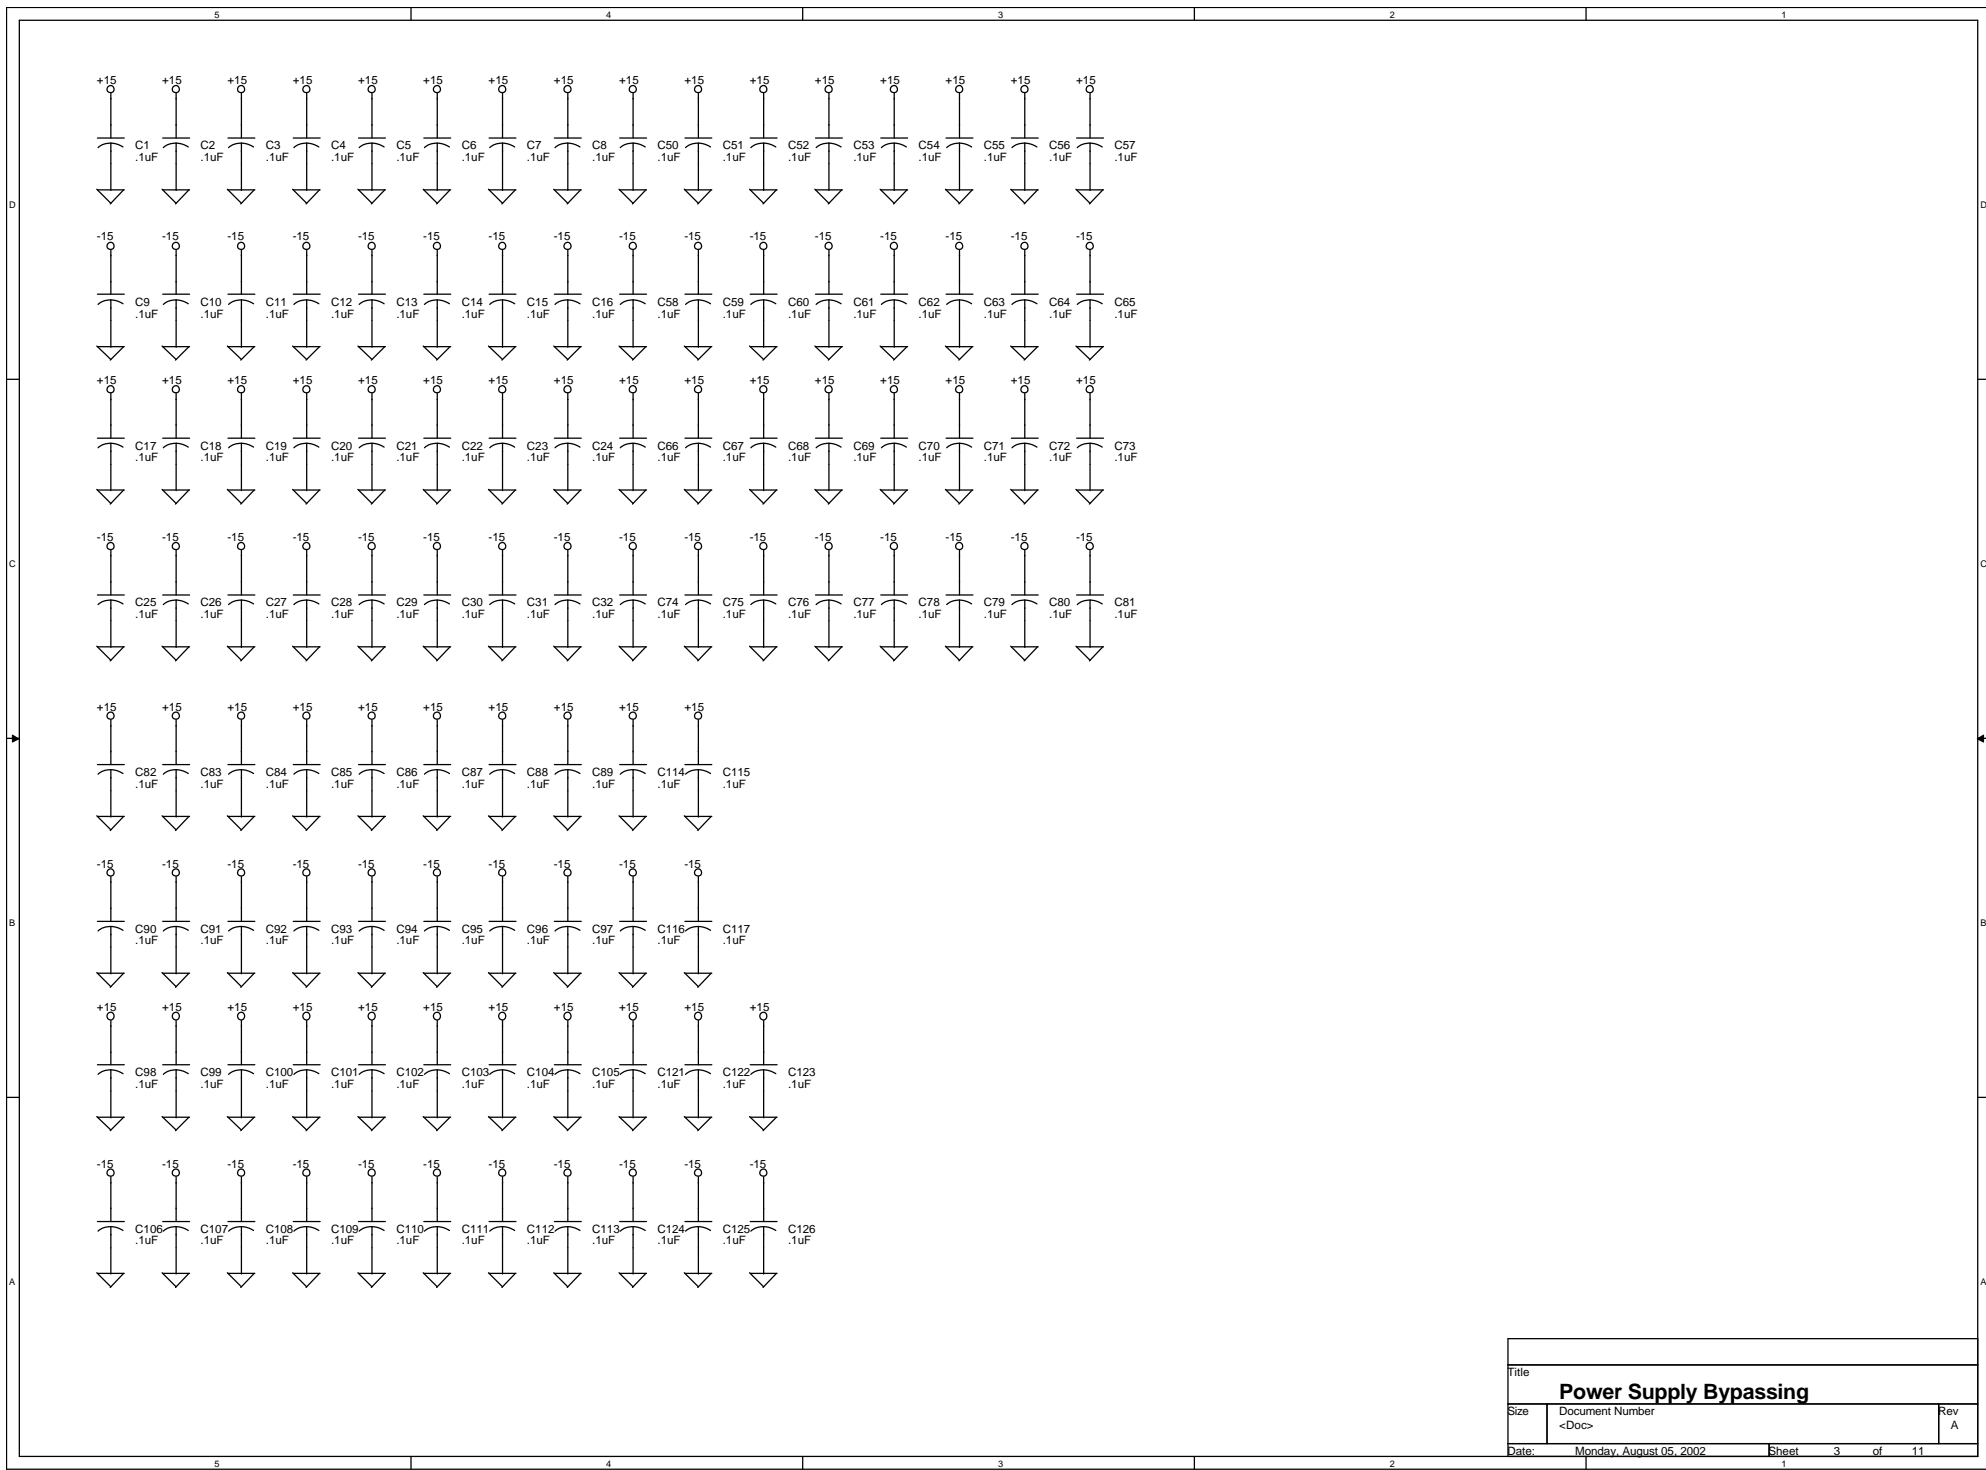 5 4 3 2 1
+15 +15 +15 +15 +15 +15 +15 +15 +15 +15 +15 +15 +15 +15 +15 +15
C1 C2 C3 C4 C5 C6 C7 C8 C50 C51 C52 C53 C54 C55 C56 C57
.1uF .1uF .1uF .1uF .1uF .1uF .1uF .1uF .1uF .1uF .1uF .1uF .1uF .1uF .1uF .1uF
D D
-15 -15 -15 -15 -15 -15 -15 -15 -15 -15 -15 -15 -15 -15 -15 -15
C9 C10 C11 C12 C13 C14 C15 C16 C58 C59 C60 C61 C62 C63 C64 C65
.1uF .1uF .1uF .1uF .1uF .1uF .1uF .1uF .1uF .1uF .1uF .1uF .1uF .1uF .1uF .1uF
+15 +15 +15 +15 +15 +15 +15 +15 +15 +15 +15 +15 +15 +15 +15 +15
C17 C18 C19 C20 C21 C22 C23 C24 C66 C67 C68 C69 C70 C71 C72 C73
.1uF .1uF .1uF .1uF .1uF .1uF .1uF .1uF .1uF .1uF .1uF .1uF .1uF .1uF .1uF .1uF
-15 -15 -15 -15 -15 -15 -15 -15 -15 -15 -15 -15 -15 -15 -15 -15
C C
C25 C26 C27 C28 C29 C30 C31 C32 C74 C75 C76 C77 C78 C79 C80 C81
.1uF .1uF .1uF .1uF .1uF .1uF .1uF .1uF .1uF .1uF .1uF .1uF .1uF .1uF .1uF .1uF
+15 +15 +15 +15 +15 +15 +15 +15 +15 +15
C82 C83 C84 C85 C86 C87 C88 C89 C114 C115
.1uF .1uF .1uF .1uF .1uF .1uF .1uF .1uF .1uF .1uF
-15 -15 -15 -15 -15 -15 -15 -15 -15 -15
B B
C90 C91 C92 C93 C94 C95 C96 C97 C116 C117
.1uF .1uF .1uF .1uF .1uF .1uF .1uF .1uF .1uF .1uF
+15 +15 +15 +15 +15 +15 +15 +15 +15 +15 +15
C98 C99 C100 C101 C102 C103 C104 C105 C121 C122 C123
.1uF .1uF .1uF .1uF .1uF .1uF .1uF .1uF .1uF .1uF .1uF
-15 -15 -15 -15 -15 -15 -15 -15 -15 -15 -15
C106 C107 C108 C109 C110 C111 C112 C113 C124 C125 C126
.1uF .1uF .1uF .1uF .1uF .1uF .1uF .1uF .1uF .1uF .1uF
A A
Title
Power Supply Bypassing
Size Document Number Rev
<Doc> A
Date: Monday, August 05, 2002 Sheet 3 of 11
5 4 3 2 1